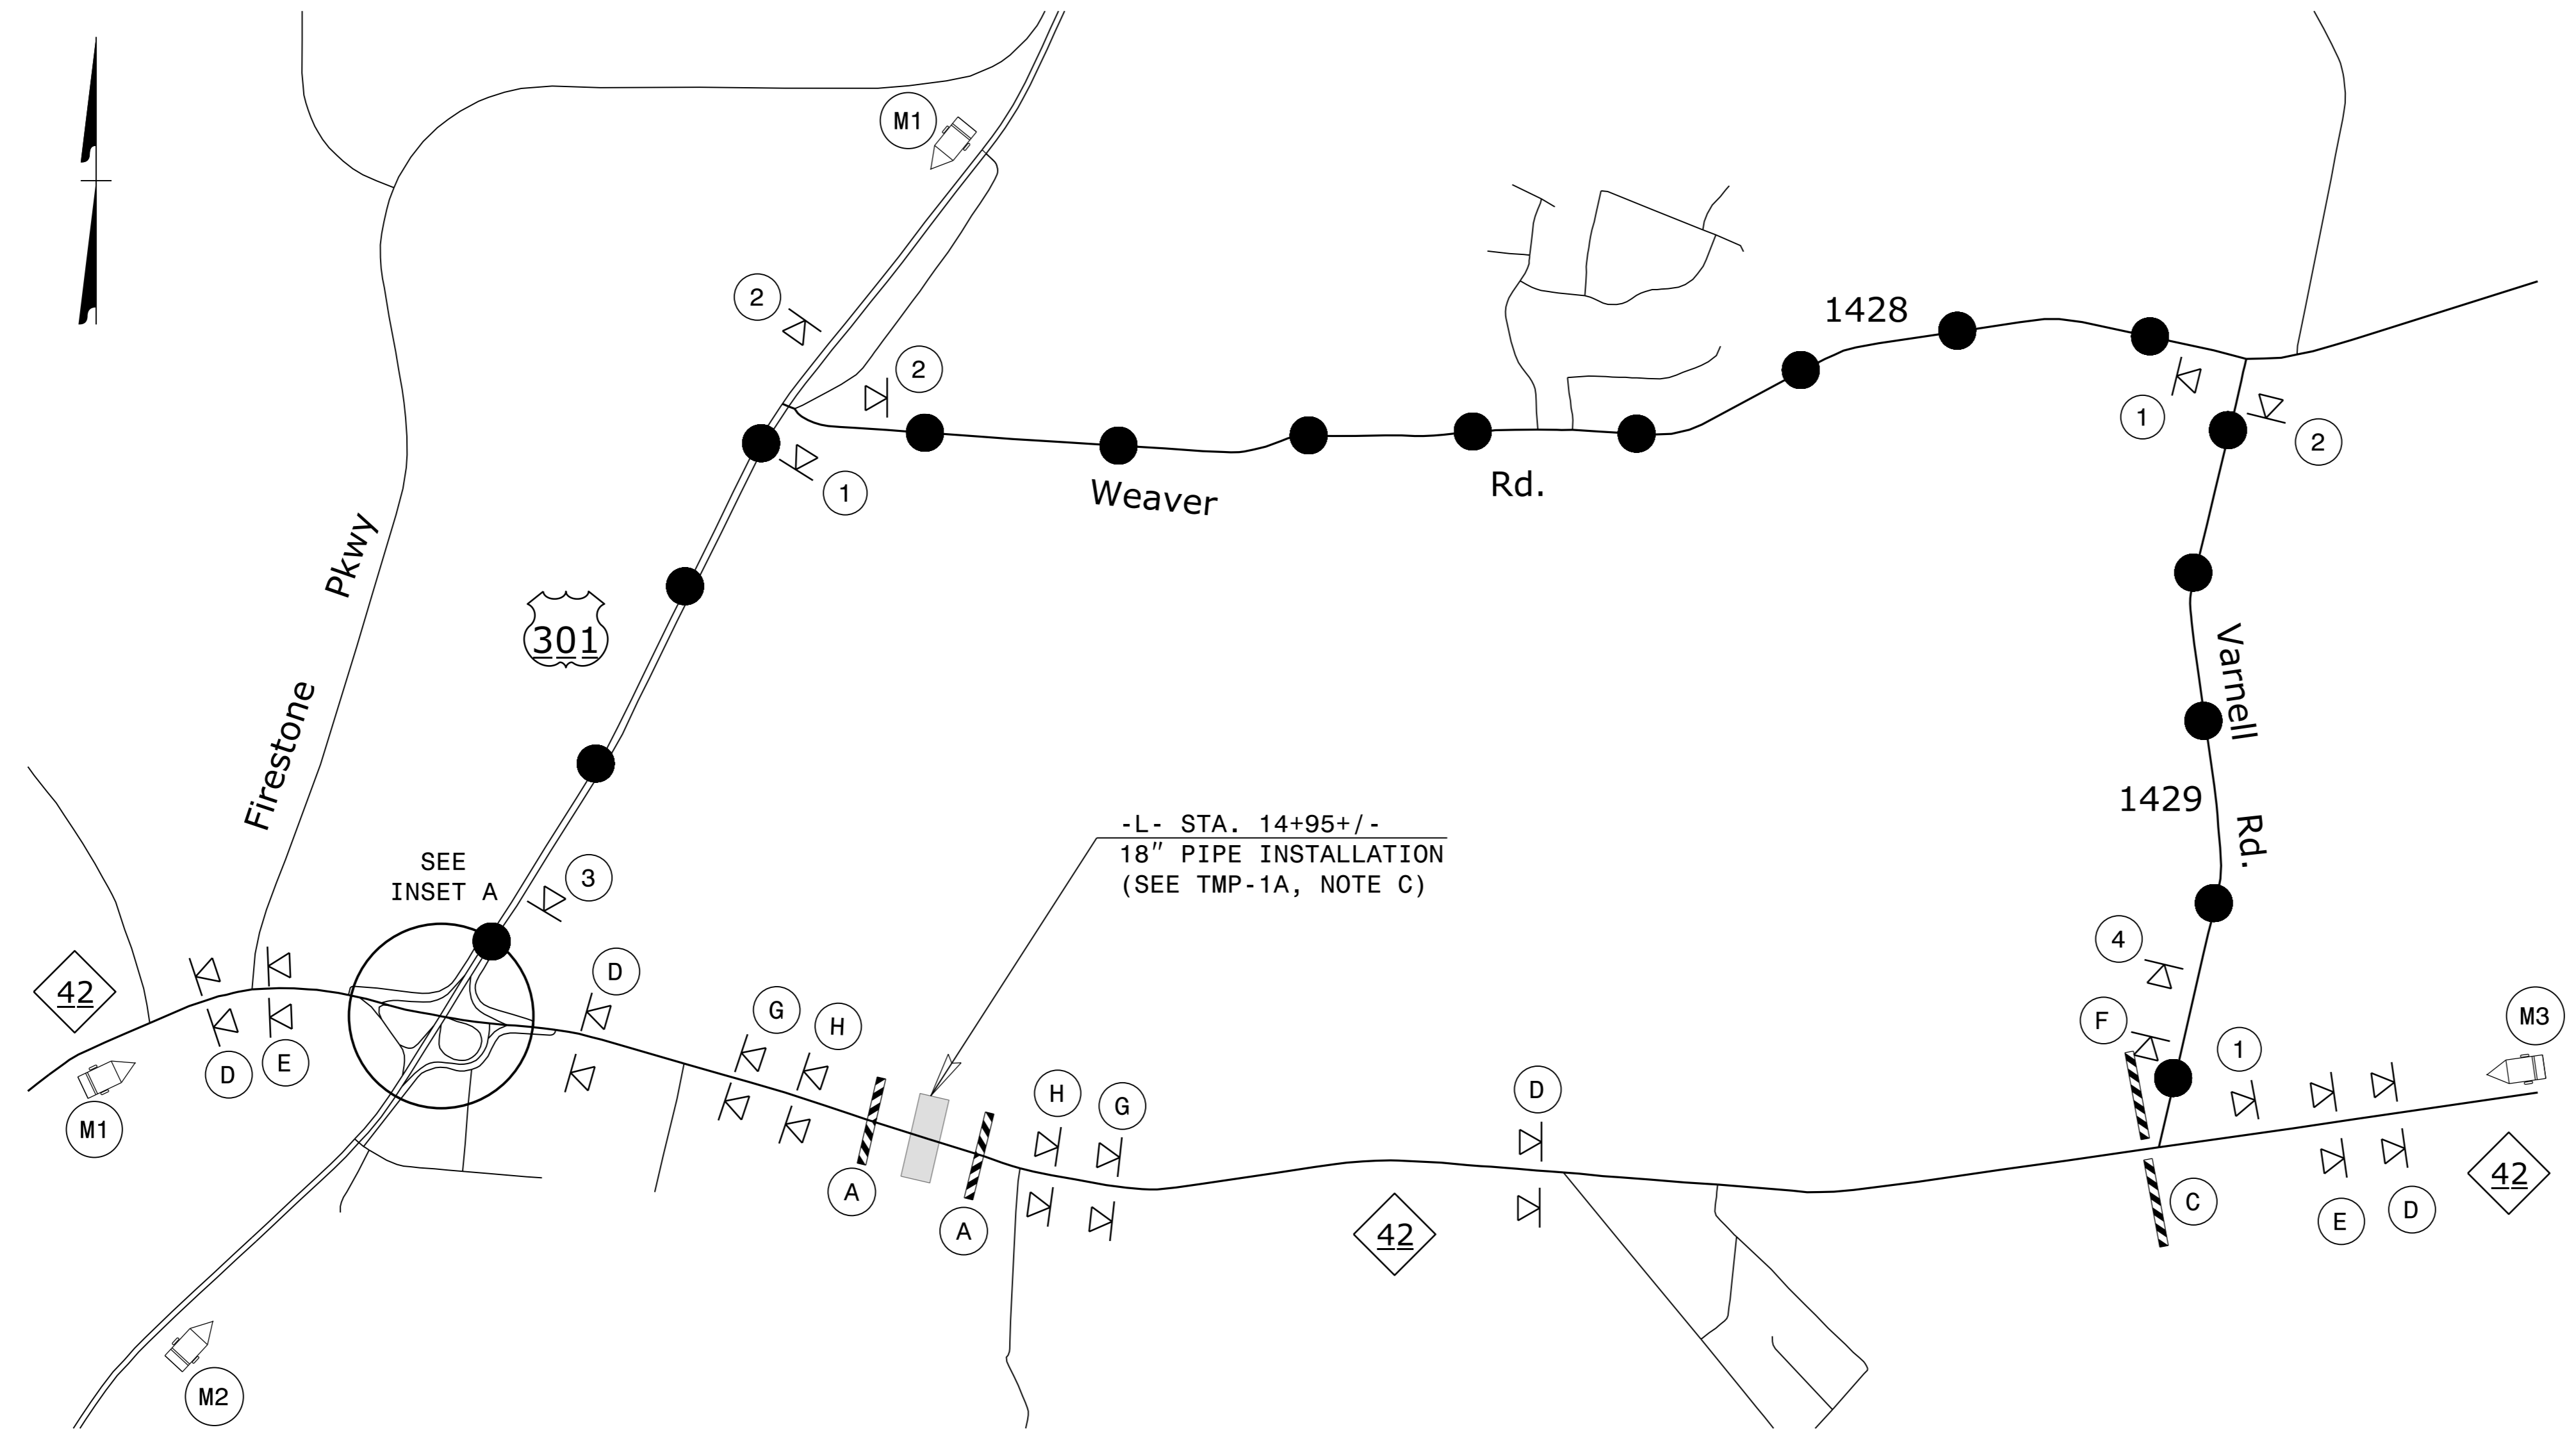 M1
2
2
1
1428
1
2
Weaver Rd.
Firestone Pkwy
301
Varnell Rd.
1429
-L- STA. 14+95+/-
18" PIPE INSTALLATION
(SEE TMP-1A, NOTE C)
SEE
INSET A
3
D
4
F
1
M3
42
D
E
M1
G
H
H
G
D
A
A
42
C
E
D
42
M2